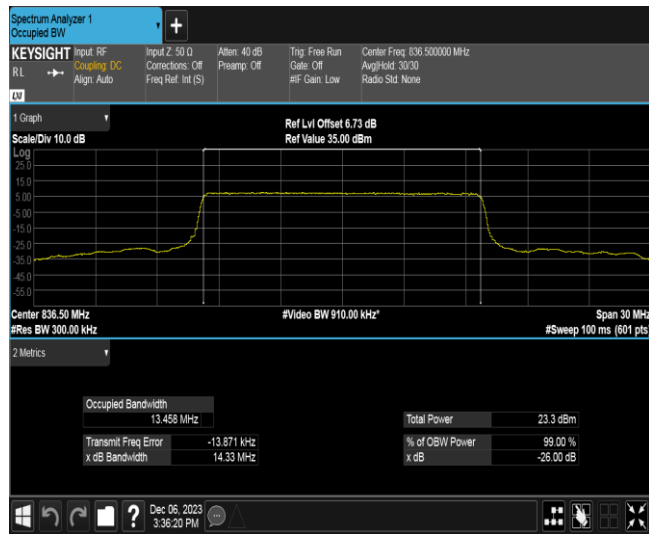 Spectrum Analyzer 1
Occupied BW
KEYSIGHT
RL
LXI
Input: RF
Coupling: DC
Align: Auto
Input Z: 50 Ω
Corrections: Off
Freq Ref: Int (S)
Atten: 40 dB
Preamp: Off
Trig: Free Run
Gate: Off
#IF Gain: Low
Center Freq: 836.500000 MHz
Avg|Hold: 30/30
Radio Std: None
1 Graph
Scale/Div 10.0 dB
Ref Lvl Offset 6.73 dB
Ref Value 35.00 dBm
Log
25.0
15.0
5.00
-5.00
-15.0
-25.0
-35.0
-45.0
-55.0
Center 836.50 MHz
#Res BW 300.00 kHz
#Video BW 910.00 kHz*
Span 30 MHz
#Sweep 100 ms (601 pts)
2 Metrics
Occupied Bandwidth
13.458 MHz
Transmit Freq Error -13.871 kHz
x dB Bandwidth 14.33 MHz
Total Power 23.3 dBm
% of OBW Power 99.00 %
x dB -26.00 dB
?
Dec 06, 2023
3:36:20 PM